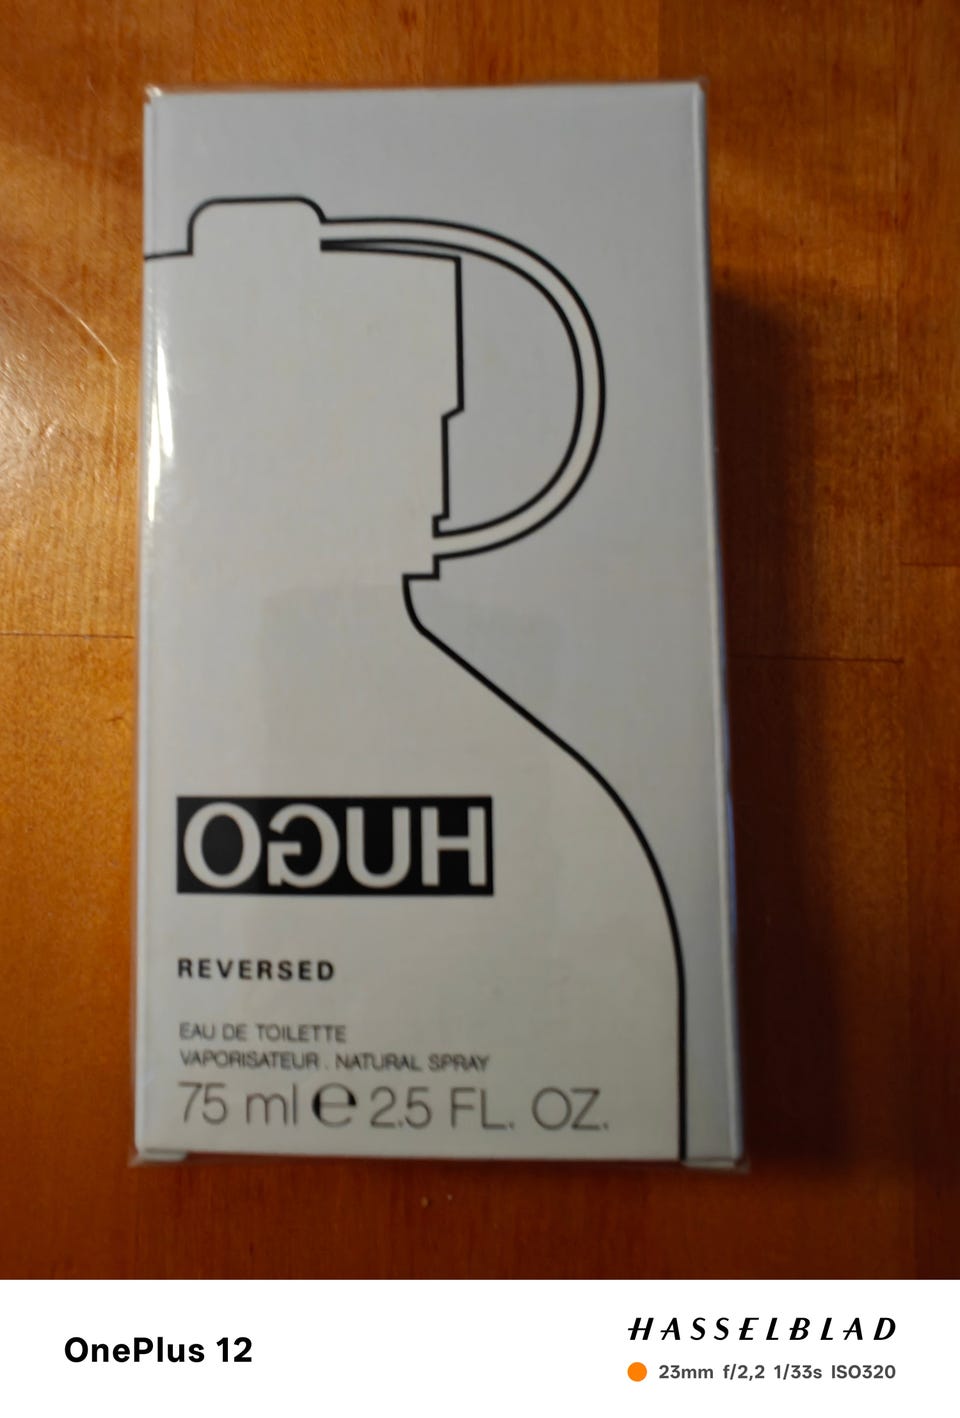 HUGO
REVERSED
EAU DE TOILETTE
VAPORISATEUR . NATURAL SPRAY
75 ml ℮ 2.5 FL. OZ.
OnePlus 12
HASSELBLAD
23mm f/2,2 1/33s ISO320